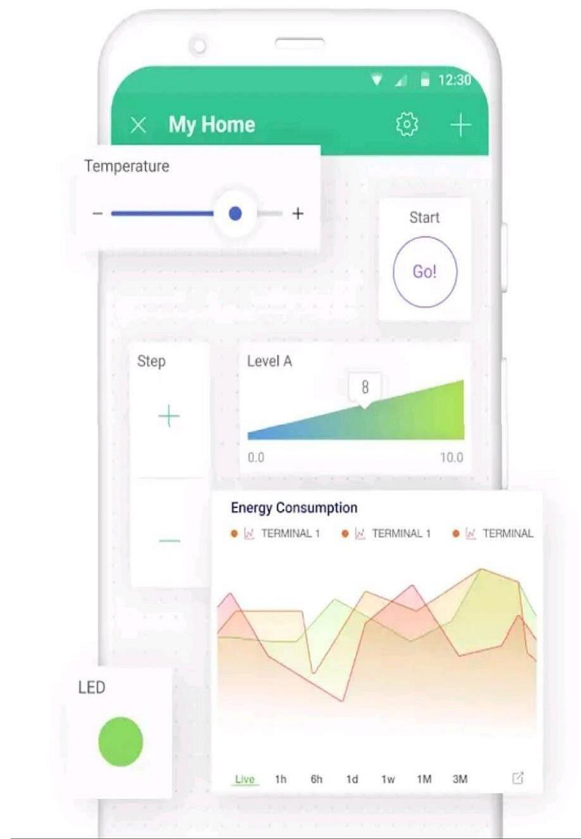 12:30
My Home
Temperature
- +
Start
Go!
Step
+
-
Level A
8
0.0 10.0
Energy Consumption
TERMINAL 1 TERMINAL 1 TERMINAL
LED
Live 1h 6h 1d 1w 1M 3M